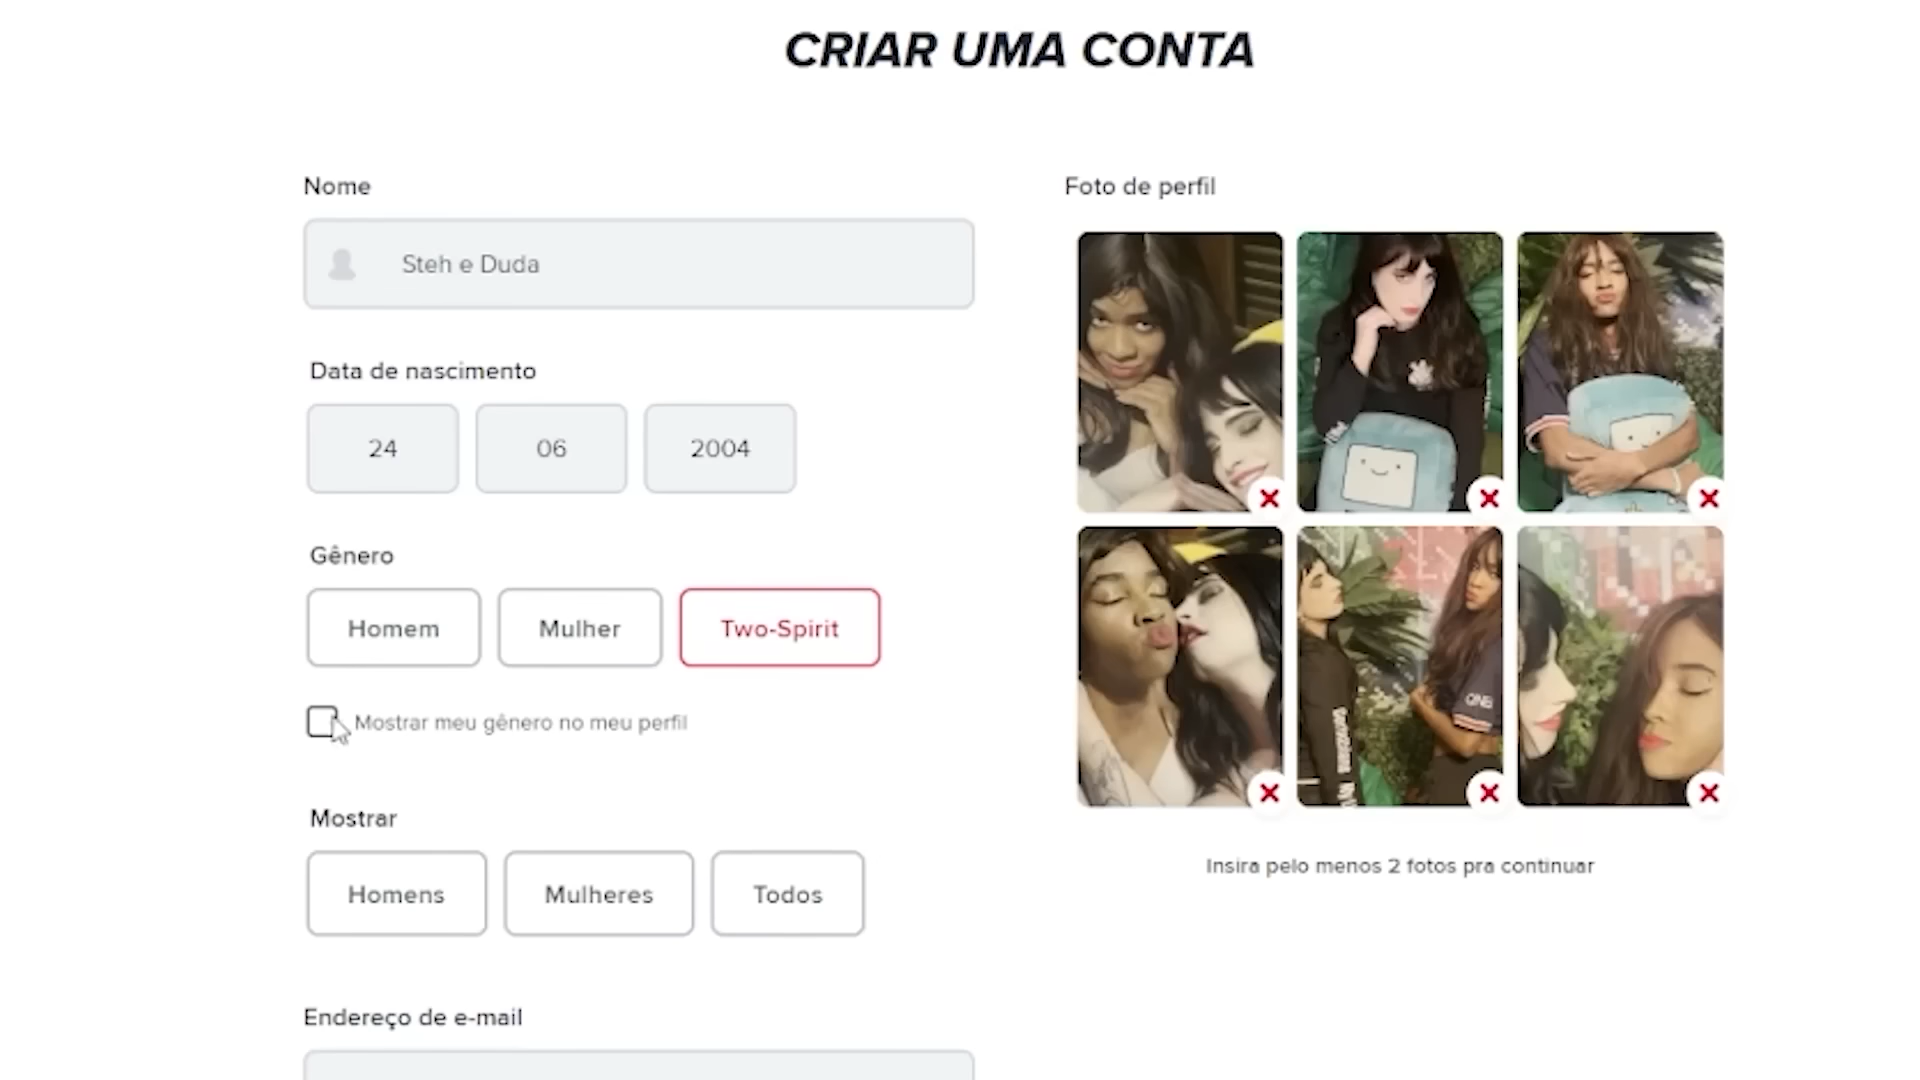 CRIAR UMA CONTA
Nome
Steh e Duda
Data de nascimento
24 06 2004
Gênero
Homem Mulher Two-Spirit
Mostrar meu gênero no meu perfil
Mostrar
Homens Mulheres Todos
Endereço de e-mail
Foto de perfil
Insira pelo menos 2 fotos pra continuar